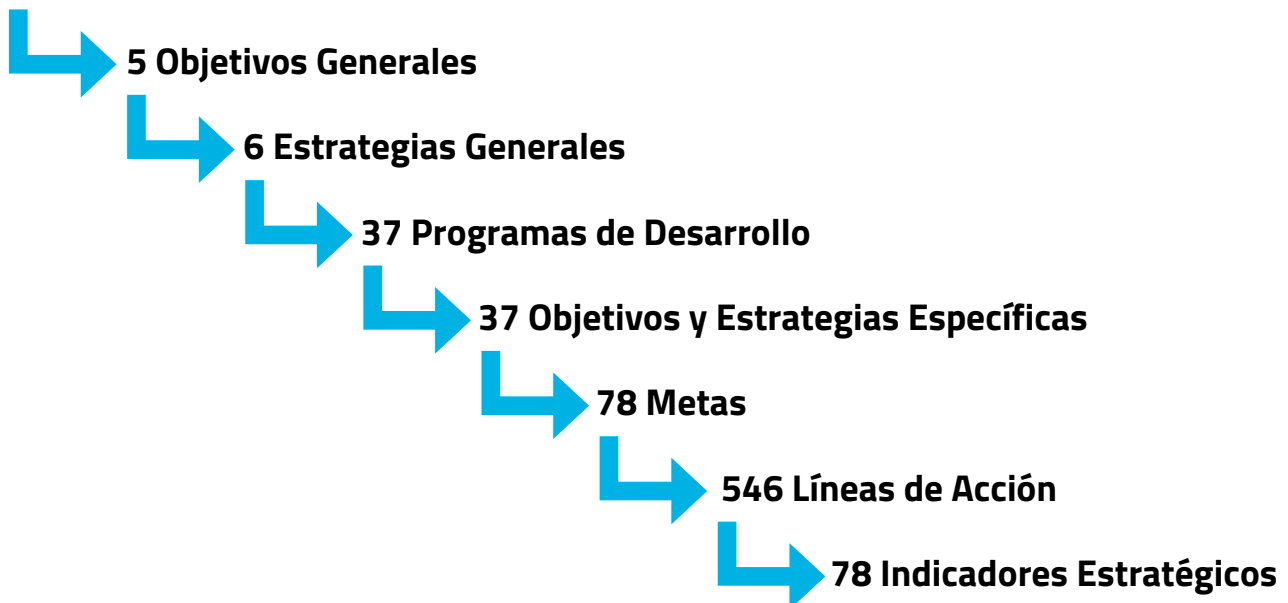 5 Objetivos Generales
6 Estrategias Generales
37 Programas de Desarrollo
37 Objetivos y Estrategias Específicas
78 Metas
546 Líneas de Acción
78 Indicadores Estratégicos